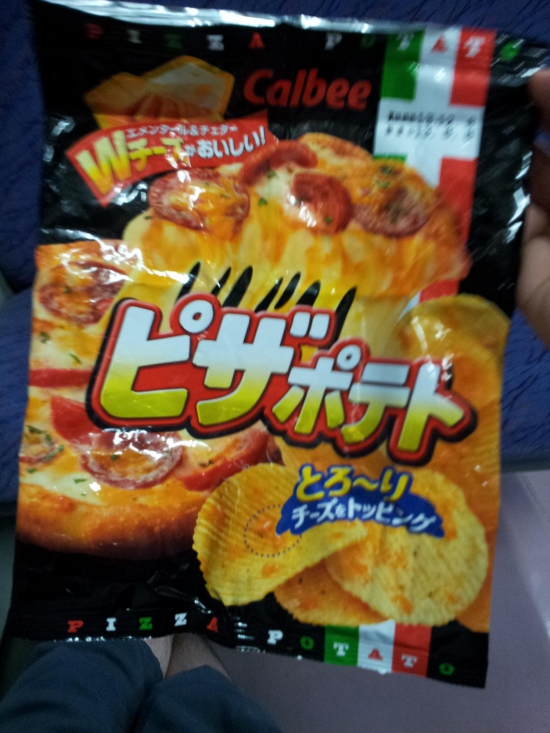 PIZZA POTATO
Calbee
エメンタール&チェダー
Wチーズがおいしい!
ピザポテト
とろ～り
チーズをトッピング
PIZZA POTATO